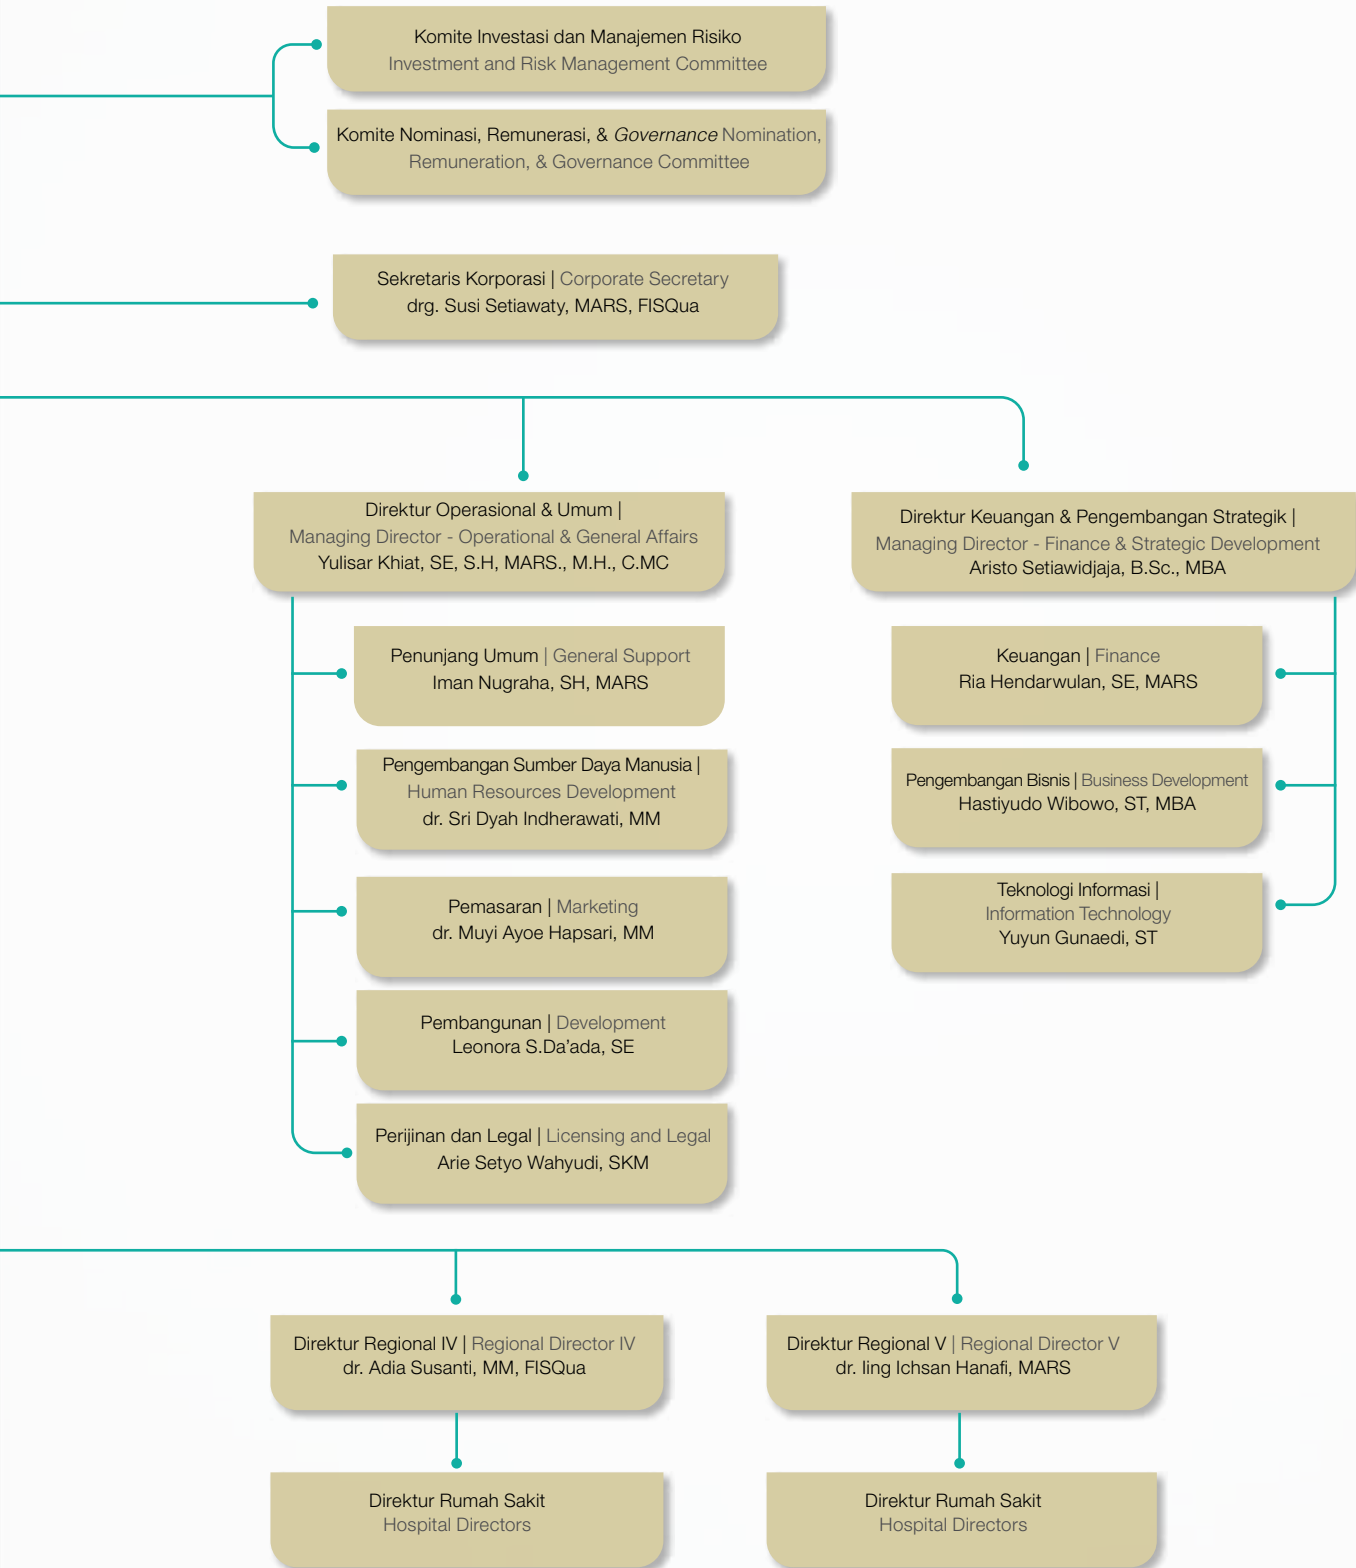 Komite Investasi dan Manajemen Risiko
Investment and Risk Management Committee
Komite Nominasi, Remunerasi, & Governance Nomination,
Remuneration, & Governance Committee
Sekretaris Korporasi | Corporate Secretary
drg. Susi Setiawaty, MARS, FISQua
Direktur Operasional & Umum |
Managing Director - Operational & General Affairs
Yulisar Khiat, SE, S.H, MARS., M.H., C.MC
Direktur Keuangan & Pengembangan Strategik |
Managing Director - Finance & Strategic Development
Aristo Setiawidjaja, B.Sc., MBA
Penunjang Umum | General Support
Iman Nugraha, SH, MARS
Pengembangan Sumber Daya Manusia |
Human Resources Development
dr. Sri Dyah Indherawati, MM
Pemasaran | Marketing
dr. Muyi Ayoe Hapsari, MM
Pembangunan | Development
Leonora S.Da’ada, SE
Perijinan dan Legal | Licensing and Legal
Arie Setyo Wahyudi, SKM
Keuangan | Finance
Ria Hendarwulan, SE, MARS
Pengembangan Bisnis | Business Development
Hastiyudo Wibowo, ST, MBA
Teknologi Informasi |
Information Technology
Yuyun Gunaedi, ST
Direktur Regional IV | Regional Director IV
dr. Adia Susanti, MM, FISQua
Direktur Rumah Sakit
Hospital Directors
Direktur Regional V | Regional Director V
dr. Iing Ichsan Hanafi, MARS
Direktur Rumah Sakit
Hospital Directors